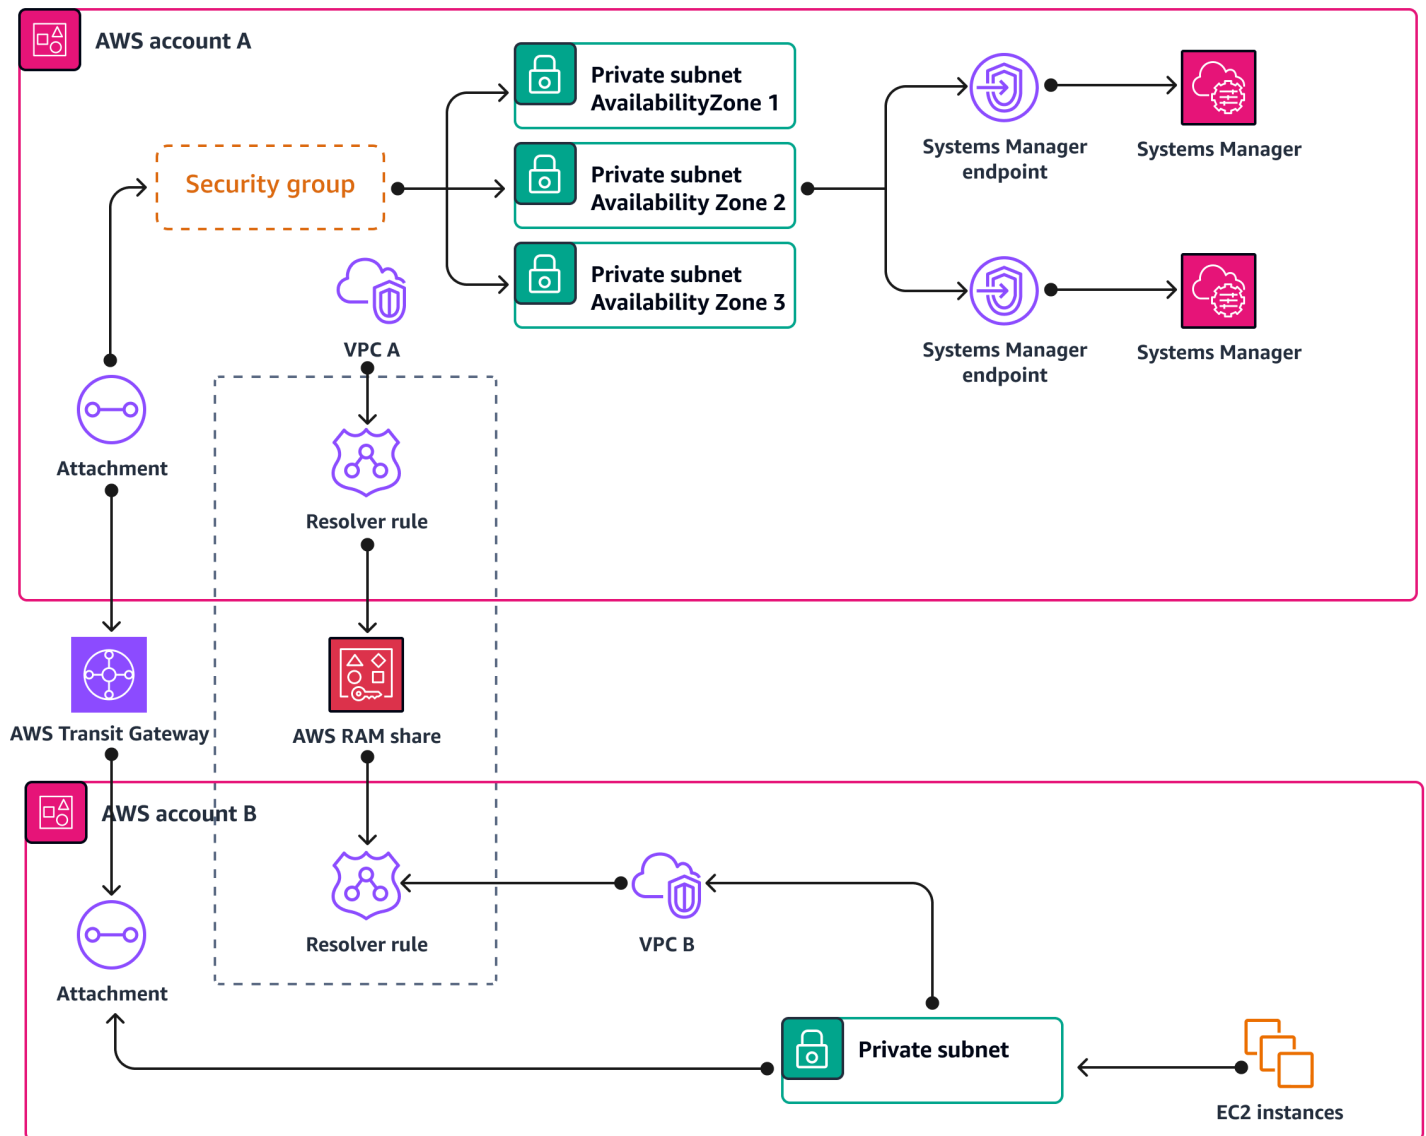 AWS account A
Private subnet
AvailabilityZone 1
Security group
Private subnet
Availability Zone 2
Private subnet
Availability Zone 3
Systems Manager
endpoint
Systems Manager
Systems Manager
endpoint
Systems Manager
VPC A
Attachment
Resolver rule
AWS Transit Gateway
AWS RAM share
AWS account B
Resolver rule
VPC B
Attachment
Private subnet
EC2 instances